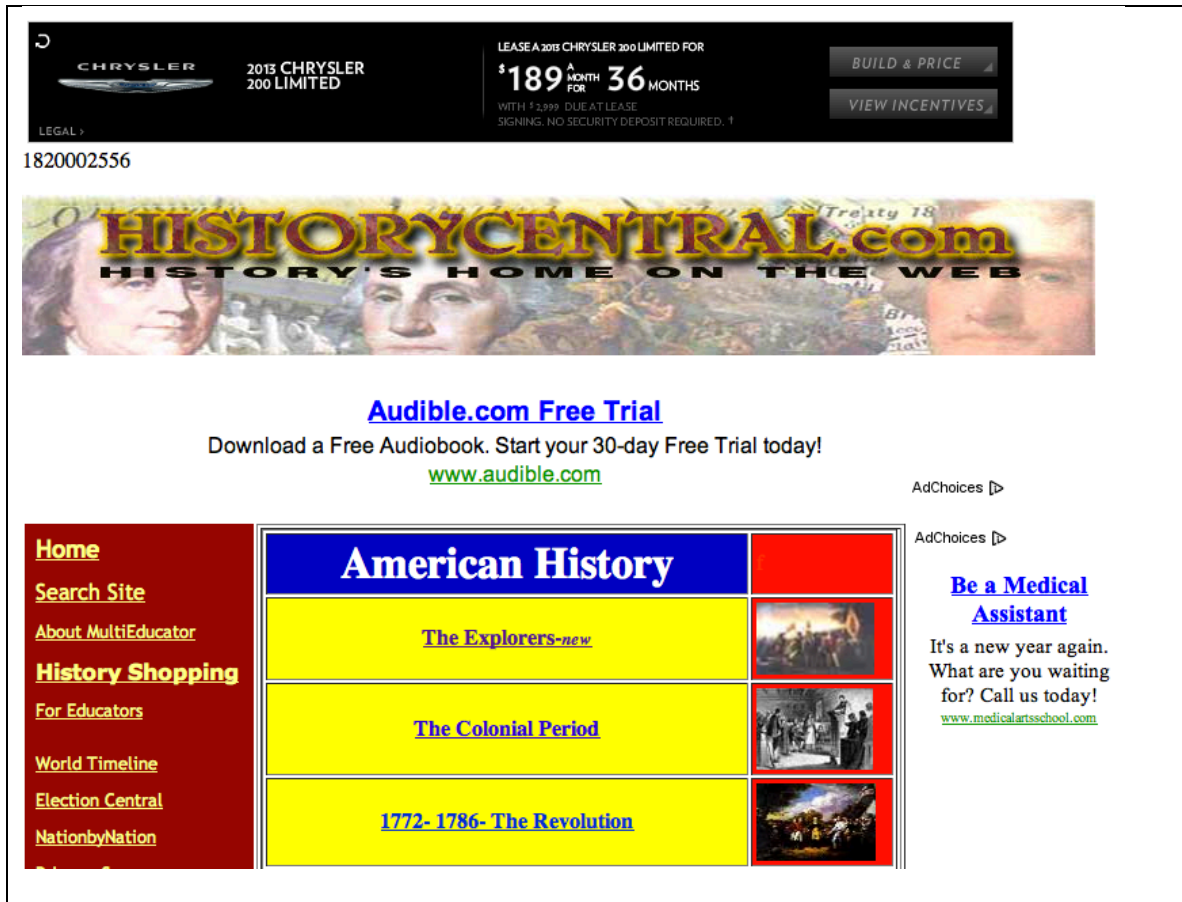 CHRYSLER
2013 CHRYSLER
200 LIMITED
LEASE A 2013 CHRYSLER 200 LIMITED FOR
$189 A MONTH FOR 36 MONTHS
WITH $2,999 DUE AT LEASE
SIGNING. NO SECURITY DEPOSIT REQUIRED. †
BUILD & PRICE
VIEW INCENTIVES
LEGAL >
1820002556
Treaty 18
HISTORYCENTRAL.com
HISTORY'S HOME ON THE WEB
Audible.com Free Trial
Download a Free Audiobook. Start your 30-day Free Trial today!
www.audible.com
AdChoices
Home
Search Site
About MultiEducator
History Shopping
For Educators
World Timeline
Election Central
NationbyNation
American History
f
The Explorers-new
The Colonial Period
1772- 1786- The Revolution
AdChoices
Be a Medical
Assistant
It's a new year again.
What are you waiting
for? Call us today!
www.medicalartsschool.com